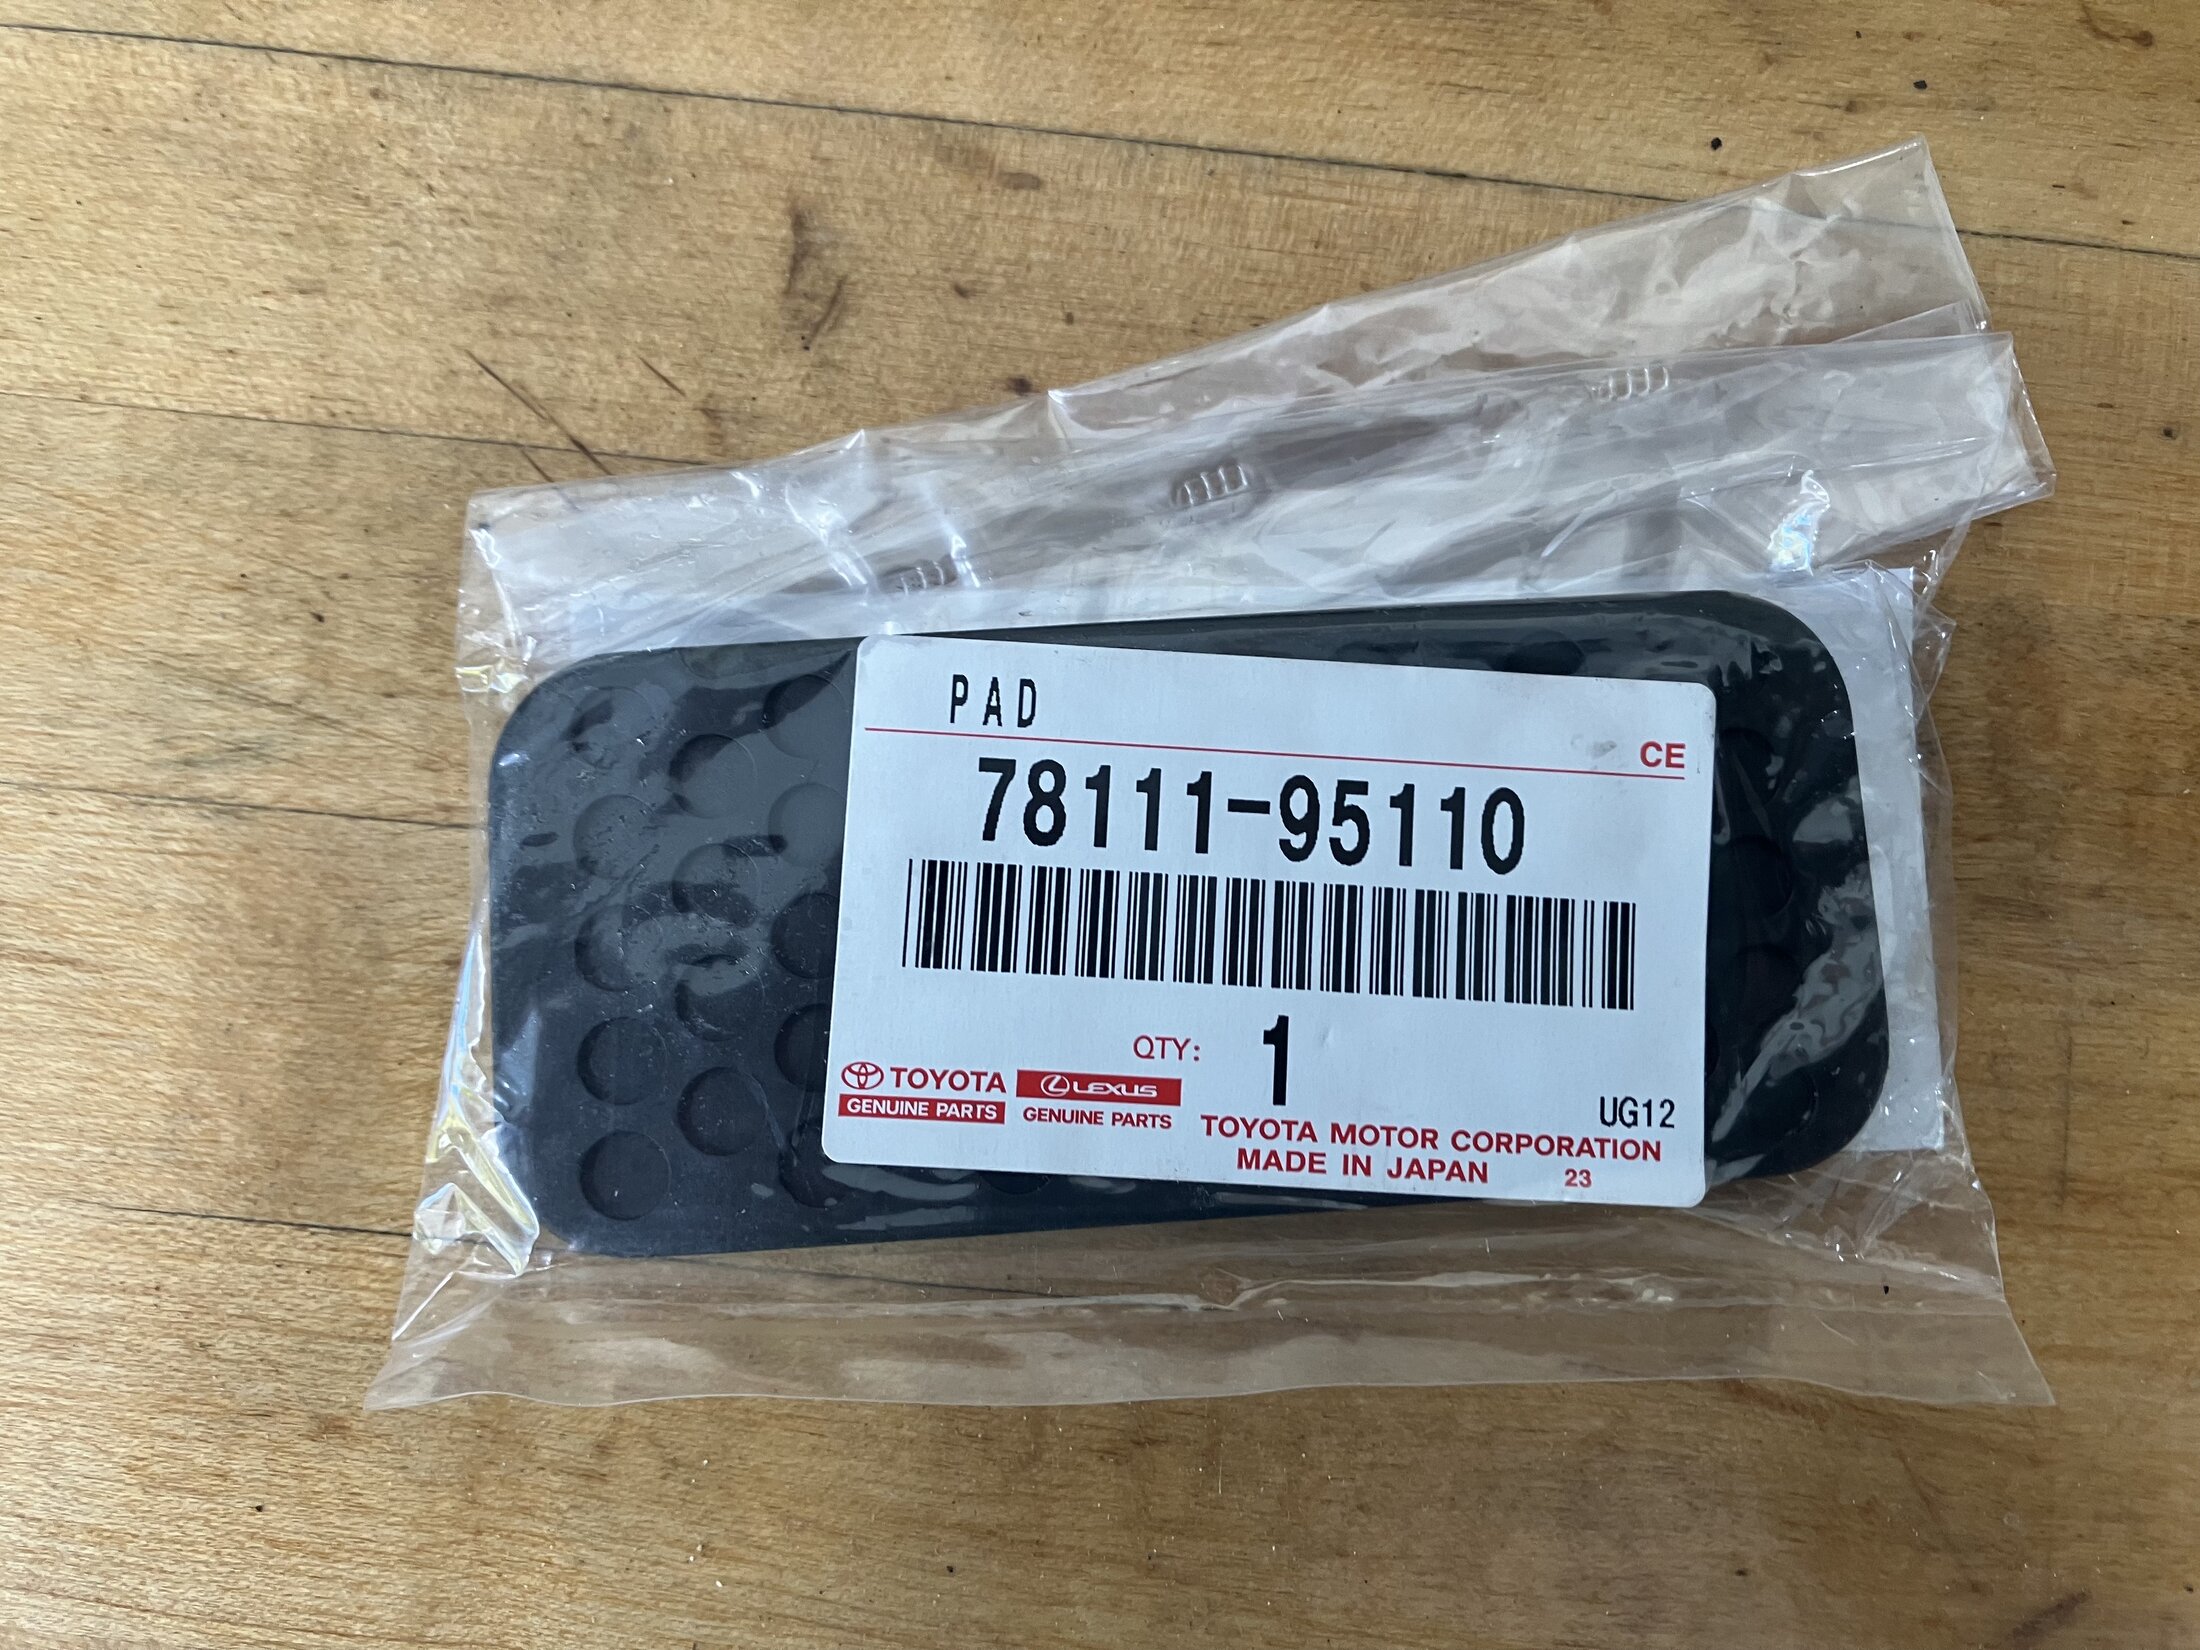 PAD
CE
78111-95110
QTY: 1
TOYOTA
GENUINE PARTS
LEXUS
GENUINE PARTS
UG12
TOYOTA MOTOR CORPORATION
MADE IN JAPAN 23